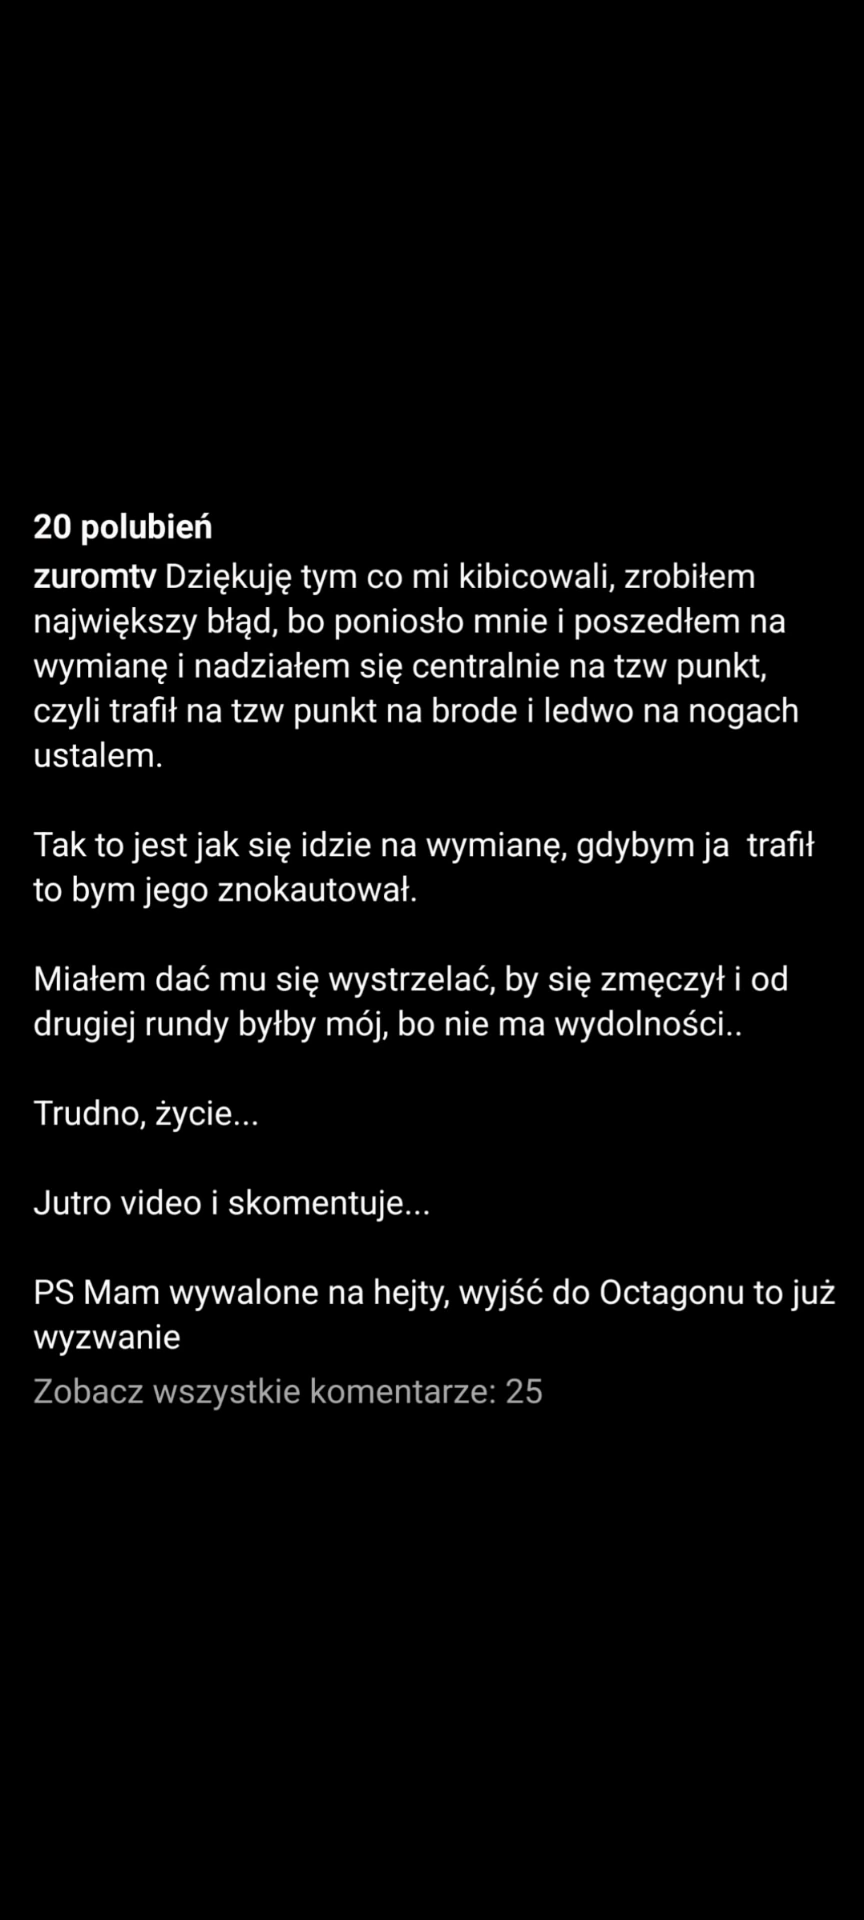 20 polubień
zuromtv Dziękuję tym co mi kibicowali, zrobiłem
największy błąd, bo poniosło mnie i poszedłem na
wymianę i nadziałem się centralnie na tzw punkt,
czyli trafił na tzw punkt na brode i ledwo na nogach
ustalem.
Tak to jest jak się idzie na wymianę, gdybym ja  trafił
to bym jego znokautował.
Miałem dać mu się wystrzelać, by się zmęczył i od
drugiej rundy byłby mój, bo nie ma wydolności..
Trudno, życie...
Jutro video i skomentuje...
PS Mam wywalone na hejty, wyjść do Octagonu to już
wyzwanie
Zobacz wszystkie komentarze: 25